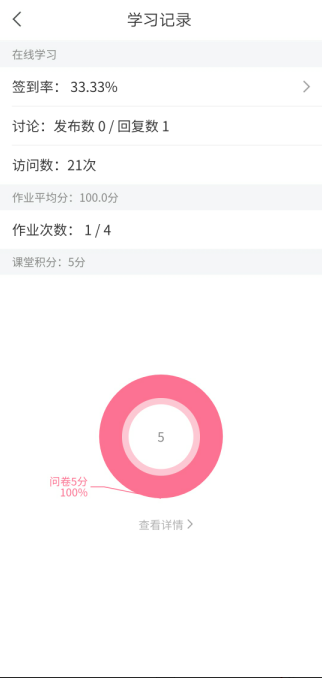 学习记录
在线学习
签到率： 33.33%
讨论：发布数 0 / 回复数 1
访问数：21次
作业平均分：100.0分
作业次数： 1 / 4
课堂积分：5分
5
问卷5分
100%
查看详情